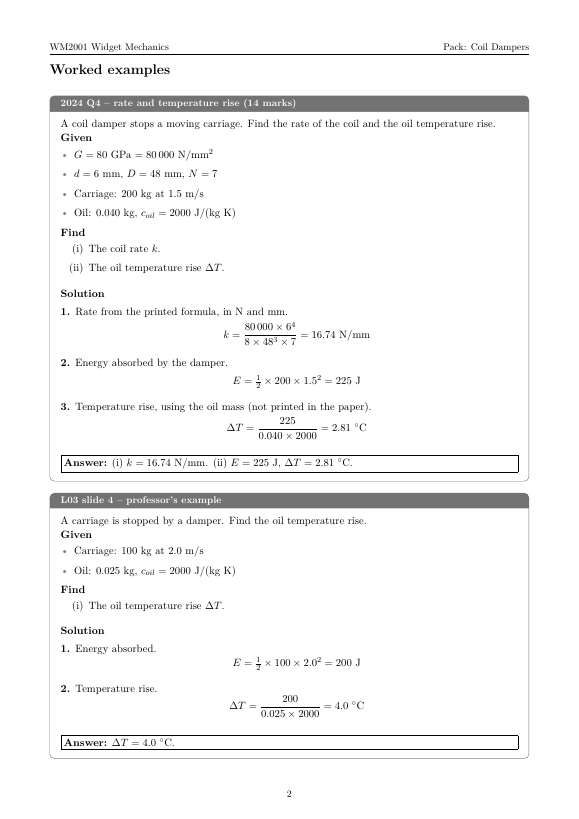 WM2001 Widget Mechanics Pack: Coil Dampers
Worked examples
2024 Q4 – rate and temperature rise (14 marks)
A coil damper stops a moving carriage. Find the rate of the coil and the oil temperature rise.
Given
• G = 80 GPa = 80 000 N/mm²
• d = 6 mm, D = 48 mm, N = 7
• Carriage: 200 kg at 1.5 m/s
• Oil: 0.040 kg, c_oil = 2000 J/(kg K)
Find
(i) The coil rate k.
(ii) The oil temperature rise ΔT.
Solution
1. Rate from the printed formula, in N and mm.
k = (80 000 × 6⁴)/(8 × 48³ × 7) = 16.74 N/mm
2. Energy absorbed by the damper.
E = ½ × 200 × 1.5² = 225 J
3. Temperature rise, using the oil mass (not printed in the paper).
ΔT = 225/(0.040 × 2000) = 2.81 °C
Answer: (i) k = 16.74 N/mm. (ii) E = 225 J, ΔT = 2.81 °C.
L03 slide 4 – professor's example
A carriage is stopped by a damper. Find the oil temperature rise.
Given
• Carriage: 100 kg at 2.0 m/s
• Oil: 0.025 kg, c_oil = 2000 J/(kg K)
Find
(i) The oil temperature rise ΔT.
Solution
1. Energy absorbed.
E = ½ × 100 × 2.0² = 200 J
2. Temperature rise.
ΔT = 200/(0.025 × 2000) = 4.0 °C
Answer: ΔT = 4.0 °C.
2